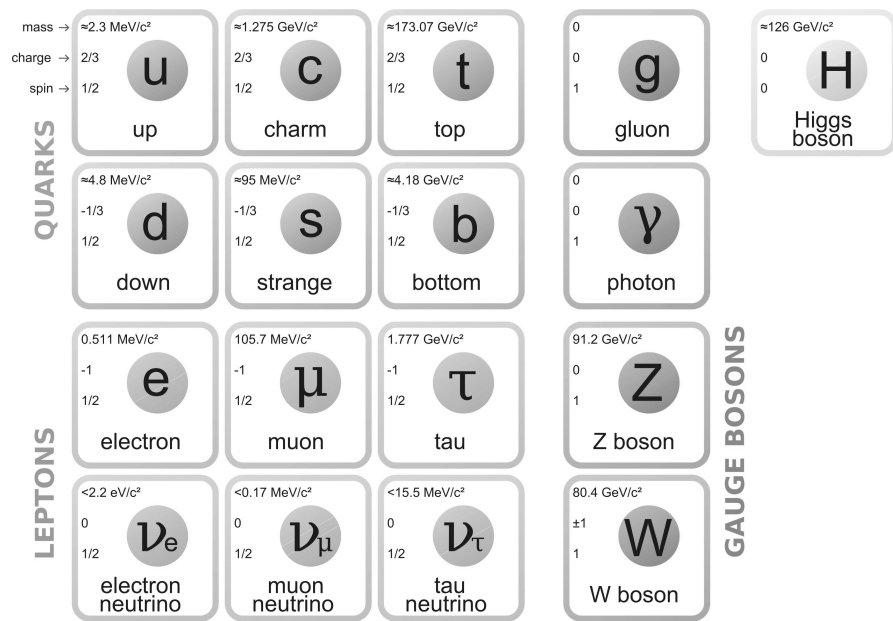 mass → ≈2.3 MeV/c²
charge → 2/3
spin → 1/2
u
up
≈1.275 GeV/c²
2/3
1/2
c
charm
≈173.07 GeV/c²
2/3
1/2
t
top
0
0
1
g
gluon
≈126 GeV/c²
0
0
H
Higgs
boson
QUARKS
≈4.8 MeV/c²
-1/3
1/2
d
down
≈95 MeV/c²
-1/3
1/2
s
strange
≈4.18 GeV/c²
-1/3
1/2
b
bottom
0
0
1
γ
photon
LEPTONS
0.511 MeV/c²
-1
1/2
e
electron
105.7 MeV/c²
-1
1/2
μ
muon
1.777 GeV/c²
-1
1/2
τ
tau
91.2 GeV/c²
0
1
Z
Z boson
GAUGE BOSONS
<2.2 eV/c²
0
1/2
νe
electron
neutrino
<0.17 MeV/c²
0
1/2
νμ
muon
neutrino
<15.5 MeV/c²
0
1/2
ντ
tau
neutrino
80.4 GeV/c²
±1
1
W
W boson